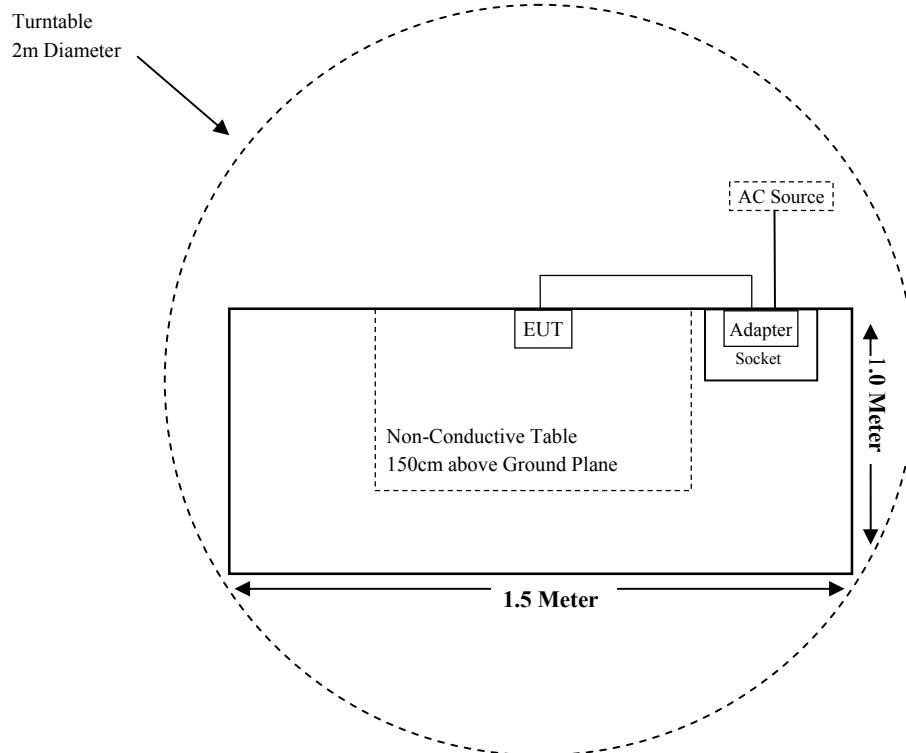 Turntable
2m Diameter
AC Source
EUT
Adapter
Socket
1.0 Meter
Non-Conductive Table
150cm above Ground Plane
1.5 Meter